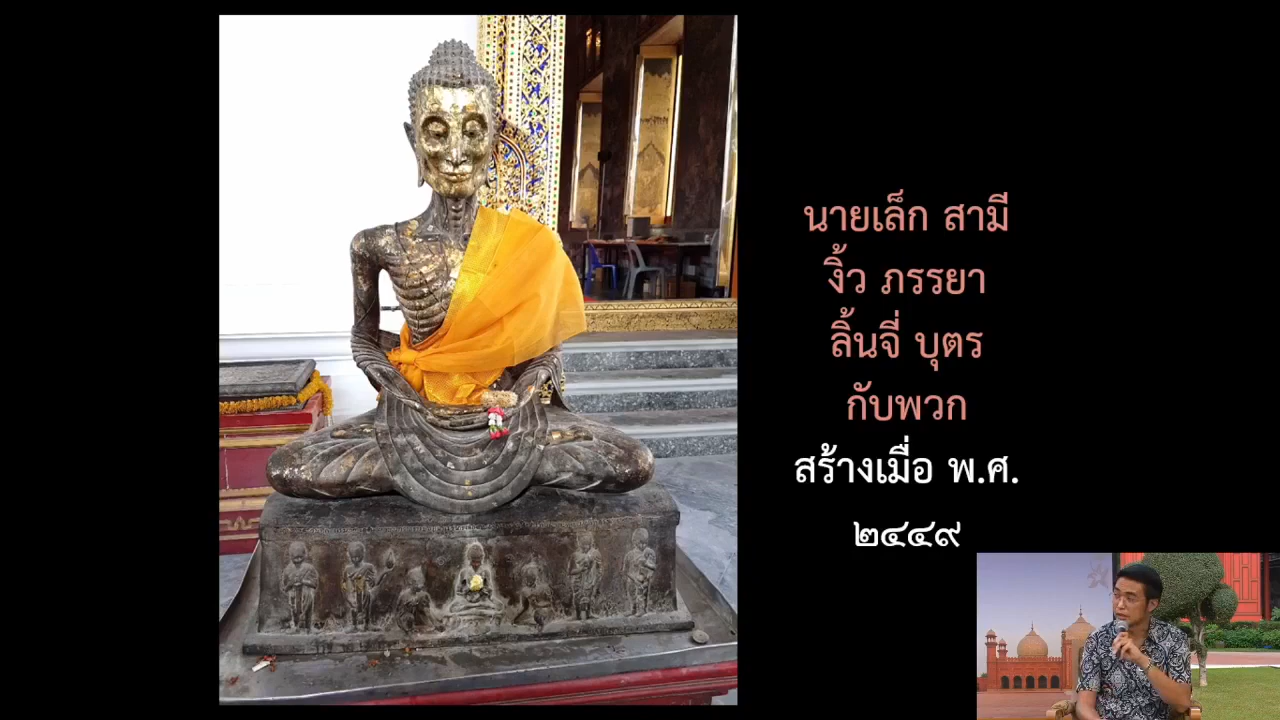 นายเล็ก สามี
งิ้ว ภรรยา
ลิ้นจี่ บุตร
กับพวก
สร้างเมื่อ พ.ศ.
๒๔๔๙